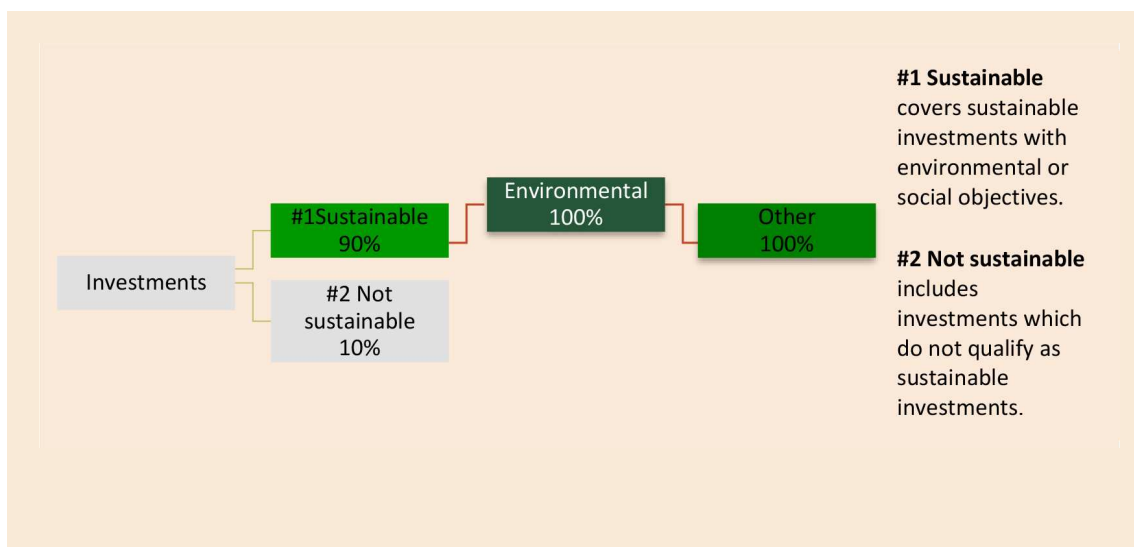 Investments
#1Sustainable
90%
#2 Not
sustainable
10%
Environmental
100%
Other
100%
#1 Sustainable
covers sustainable
investments with
environmental or
social objectives.
#2 Not sustainable
includes
investments which
do not qualify as
sustainable
investments.